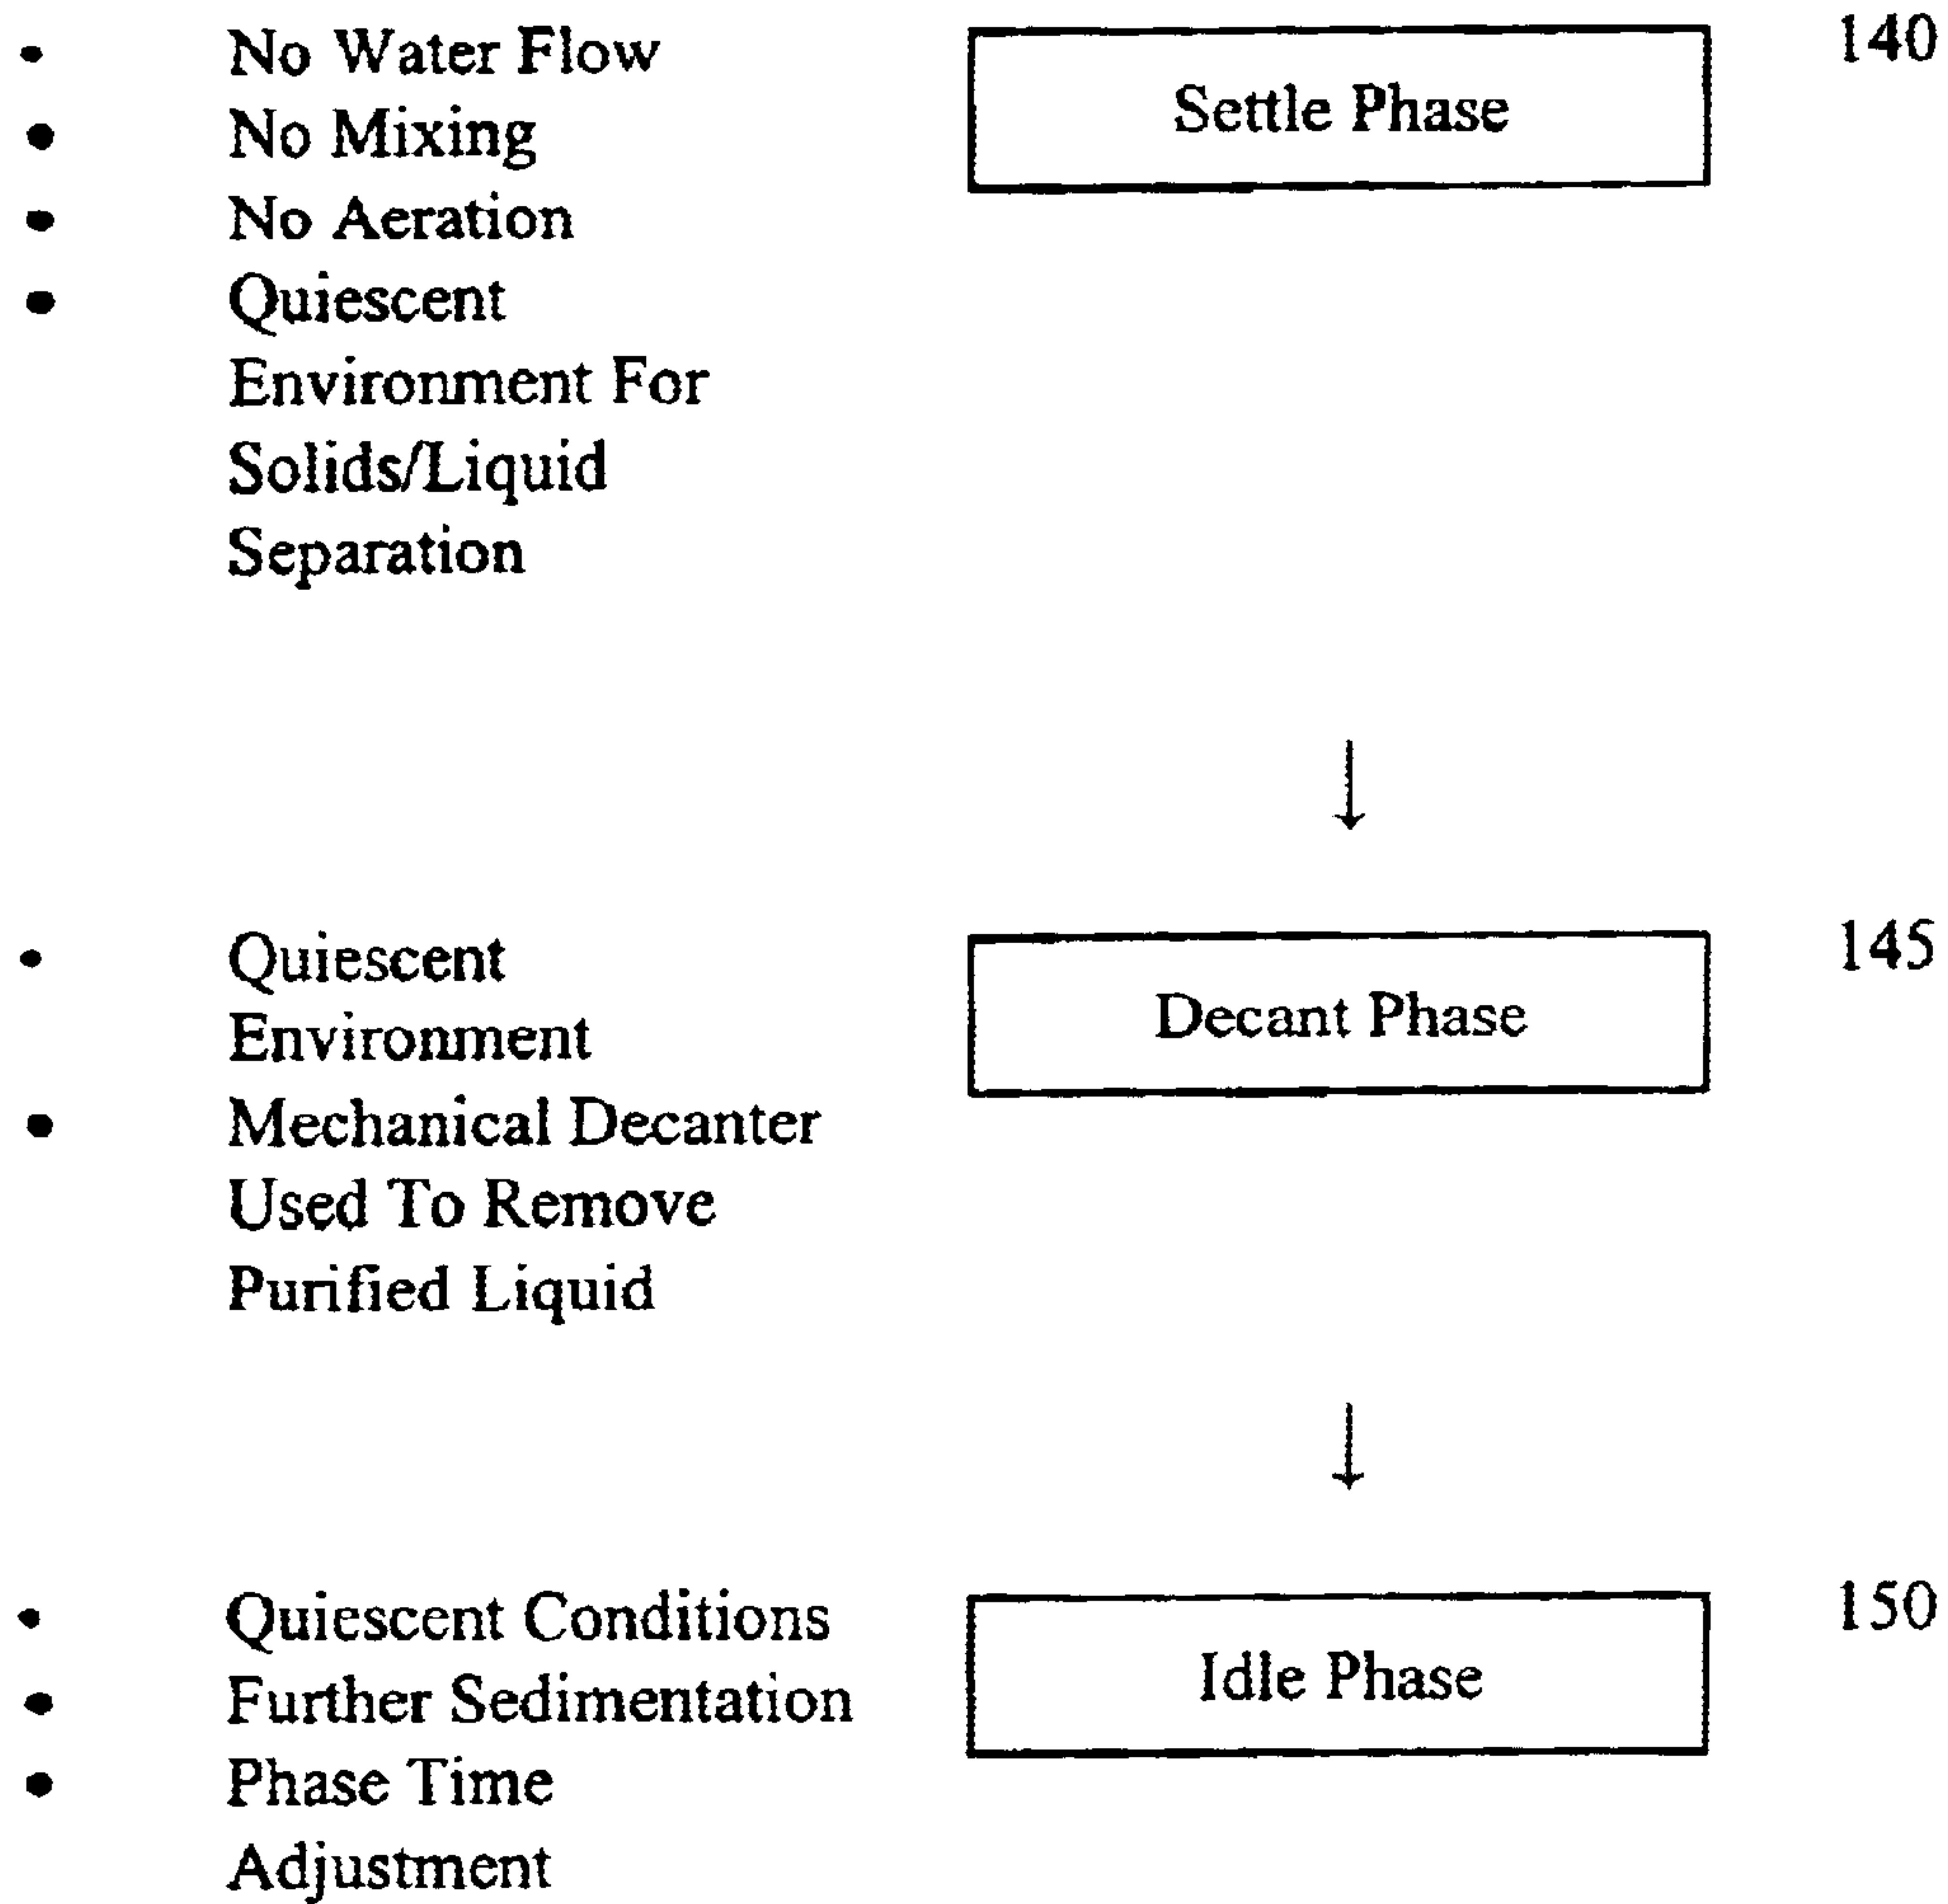 • No Water Flow
• No Mixing
• No Aeration
• Quiescent
Environment For
Solids/Liquid
Separation
Settle Phase
140
↓
• Quiescent
Environment
• Mechanical Decanter
Used To Remove
Purified Liquid
Decant Phase
145
↓
• Quiescent Conditions
• Further Sedimentation
• Phase Time
Adjustment
Idle Phase
150